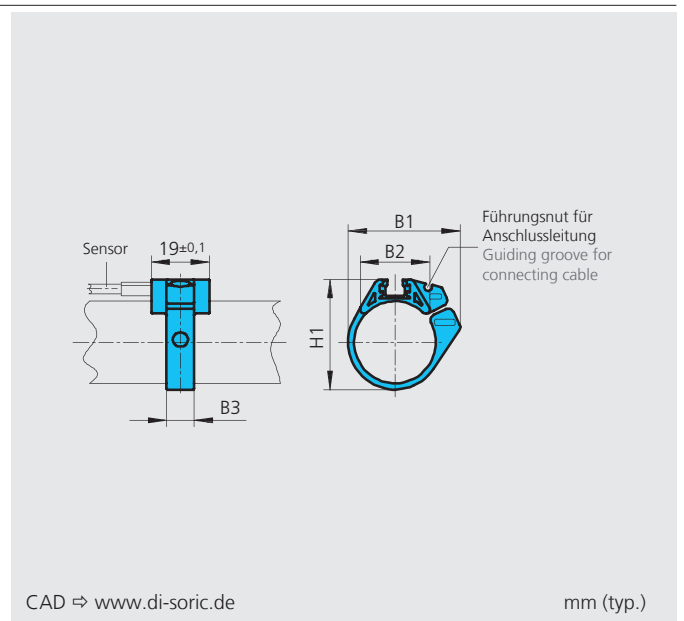 Sensor
19±0,1
B3
B1
B2
H1
Führungsnut für
Anschlussleitung
Guiding groove for
connecting cable
CAD ⇨ www.di-soric.de
mm (typ.)